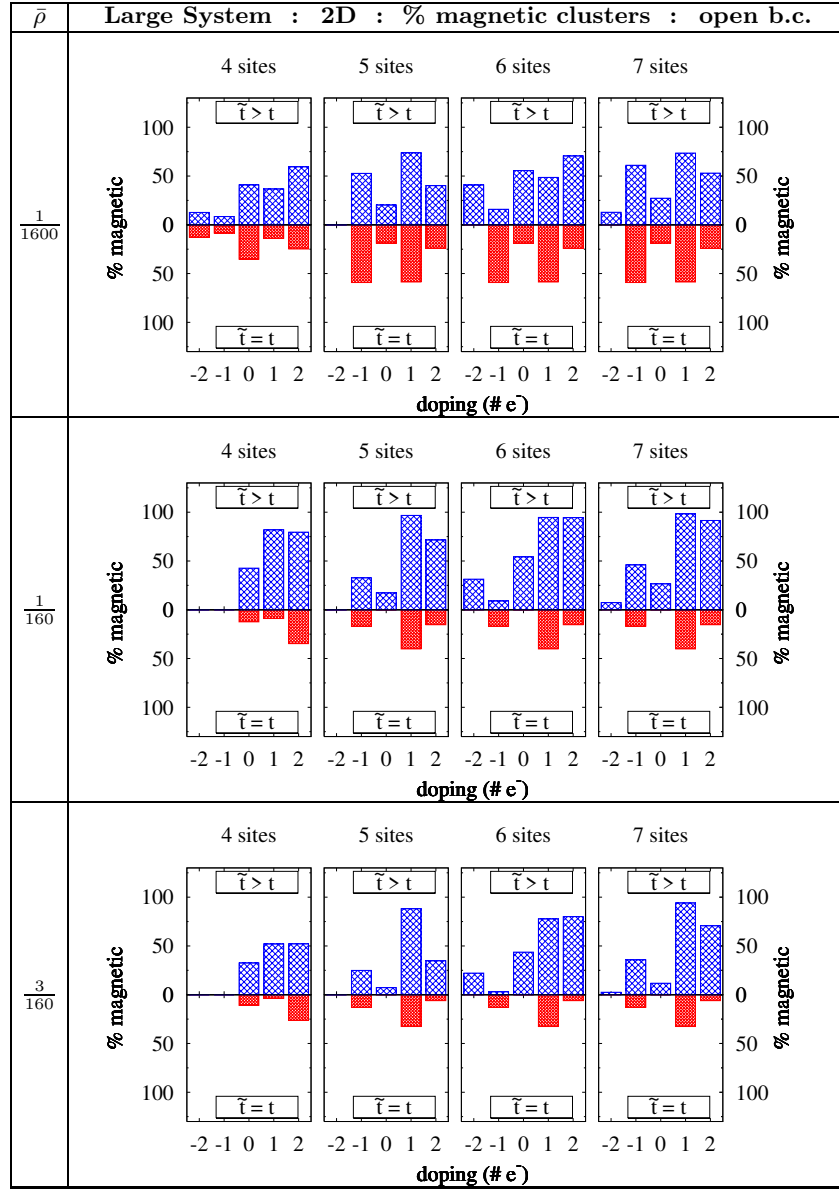 ρ̄ Large System : 2D : % magnetic clusters : open b.c.
1/1600
4 sites 5 sites 6 sites 7 sites
t̃ > t t̃ > t t̃ > t t̃ > t
100 100
50 50
0 0
50 50
100 100
% magnetic % magnetic
t̃ = t t̃ = t t̃ = t t̃ = t
-2 -1 0 1 2 -2 -1 0 1 2 -2 -1 0 1 2 -2 -1 0 1 2
doping (# e⁻)
1/160
4 sites 5 sites 6 sites 7 sites
t̃ > t t̃ > t t̃ > t t̃ > t
100 100
50 50
0 0
50 50
100 100
% magnetic % magnetic
t̃ = t t̃ = t t̃ = t t̃ = t
-2 -1 0 1 2 -2 -1 0 1 2 -2 -1 0 1 2 -2 -1 0 1 2
doping (# e⁻)
3/160
4 sites 5 sites 6 sites 7 sites
t̃ > t t̃ > t t̃ > t t̃ > t
100 100
50 50
0 0
50 50
100 100
% magnetic % magnetic
t̃ = t t̃ = t t̃ = t t̃ = t
-2 -1 0 1 2 -2 -1 0 1 2 -2 -1 0 1 2 -2 -1 0 1 2
doping (# e⁻)